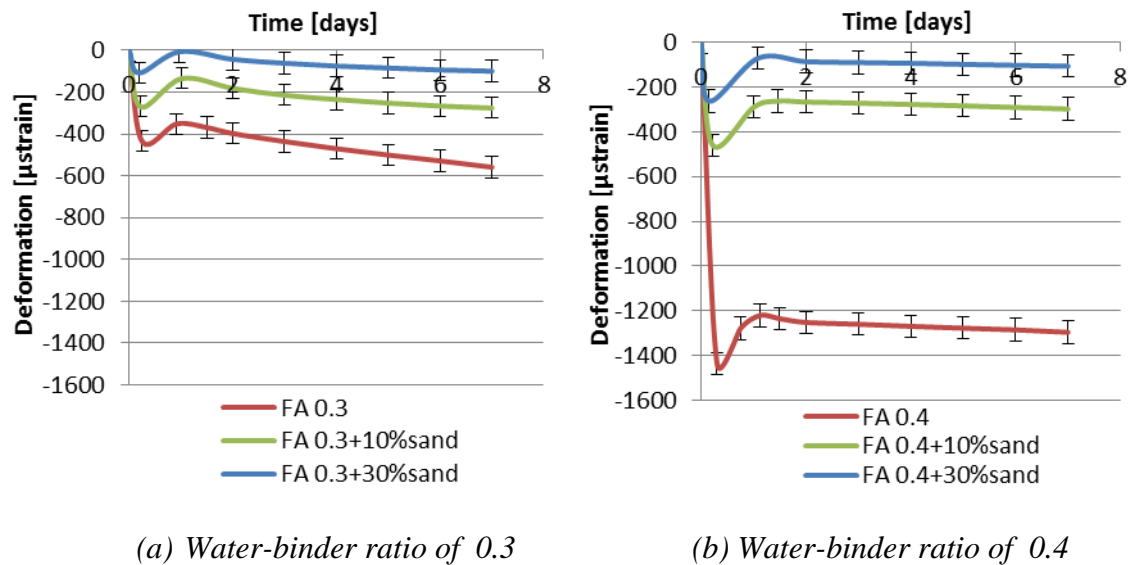 Time [days]
0
-200
-400
-600
-800
-1000
-1200
-1400
-1600
0
2
4
6
8
Deformation [µstrain]
FA 0.3
FA 0.3+10%sand
FA 0.3+30%sand
(a) Water-binder ratio of 0.3
Time [days]
0
-200
-400
-600
-800
-1000
-1200
-1400
-1600
0
2
4
6
8
Deformation [µstrain]
FA 0.4
FA 0.4+10%sand
FA 0.4+30%sand
(b) Water-binder ratio of 0.4